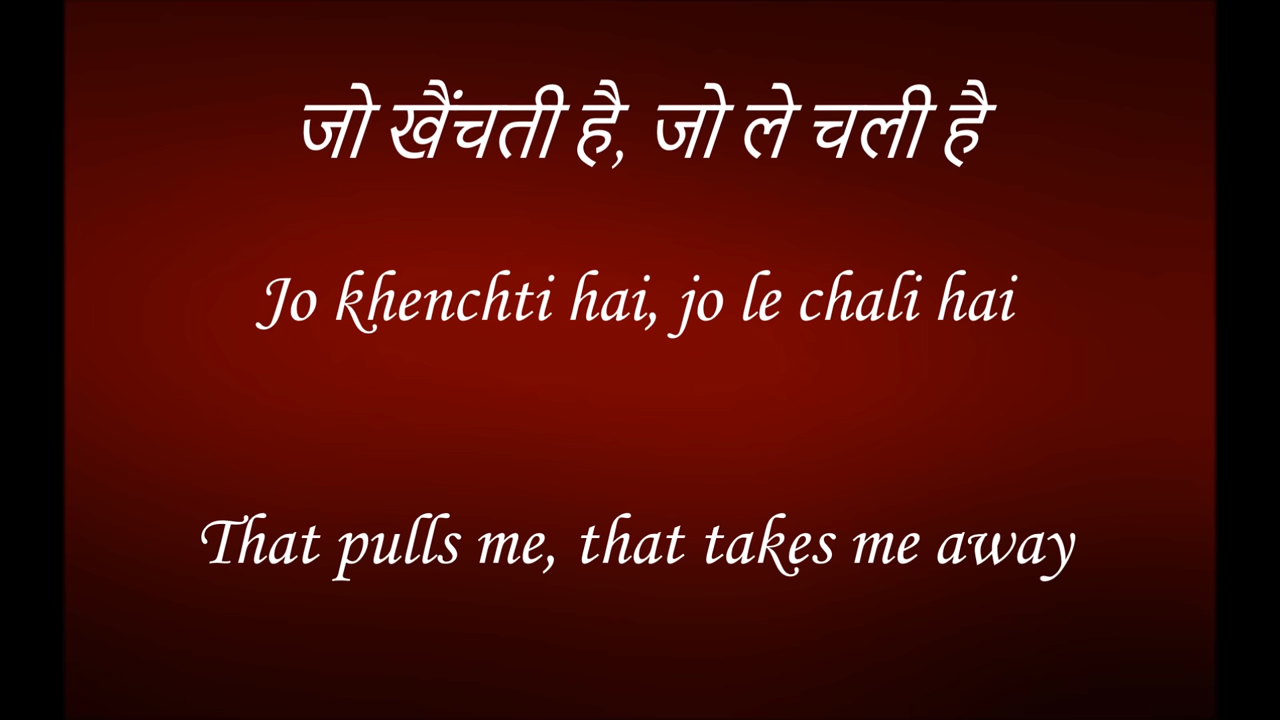 जो खैंचती है, जो ले चली है
Jo khenchti hai, jo le chali hai
That pulls me, that takes me away